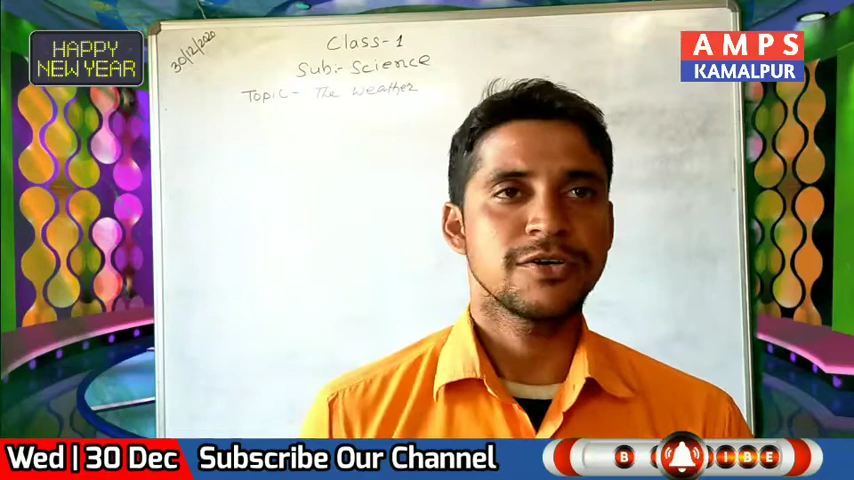 HAPPY
NEW YEAR
30/12/2020
Class-1
Sub:- Science
Topic- The weather
AMPS
KAMALPUR
Wed | 30 Dec
Subscribe Our Channel
B IBE